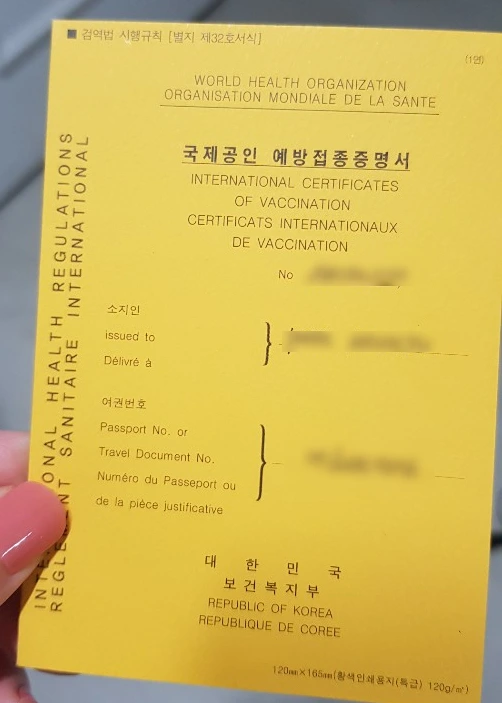 ■ 검역법 시행규칙 [별지 제32호서식]
(1면)
WORLD HEALTH ORGANIZATION
ORGANISATION MONDIALE DE LA SANTE
국제공인 예방접종증명서
INTERNATIONAL CERTIFICATES
OF VACCINATION
CERTIFICATS INTERNATIONAUX
DE VACCINATION
No
소지인
issued to
Délivré à
여권번호
Passport No. or
Travel Document No.
Numéro du Passeport ou
de la pièce justificative
대한민국
보건복지부
REPUBLIC OF KOREA
REPUBLIQUE DE COREE
120㎜×165㎜(황색인쇄용지(특급) 120g/㎡)
ONAL HEALTH REGULATIONS
SANITAIRE INTERNATIONAL